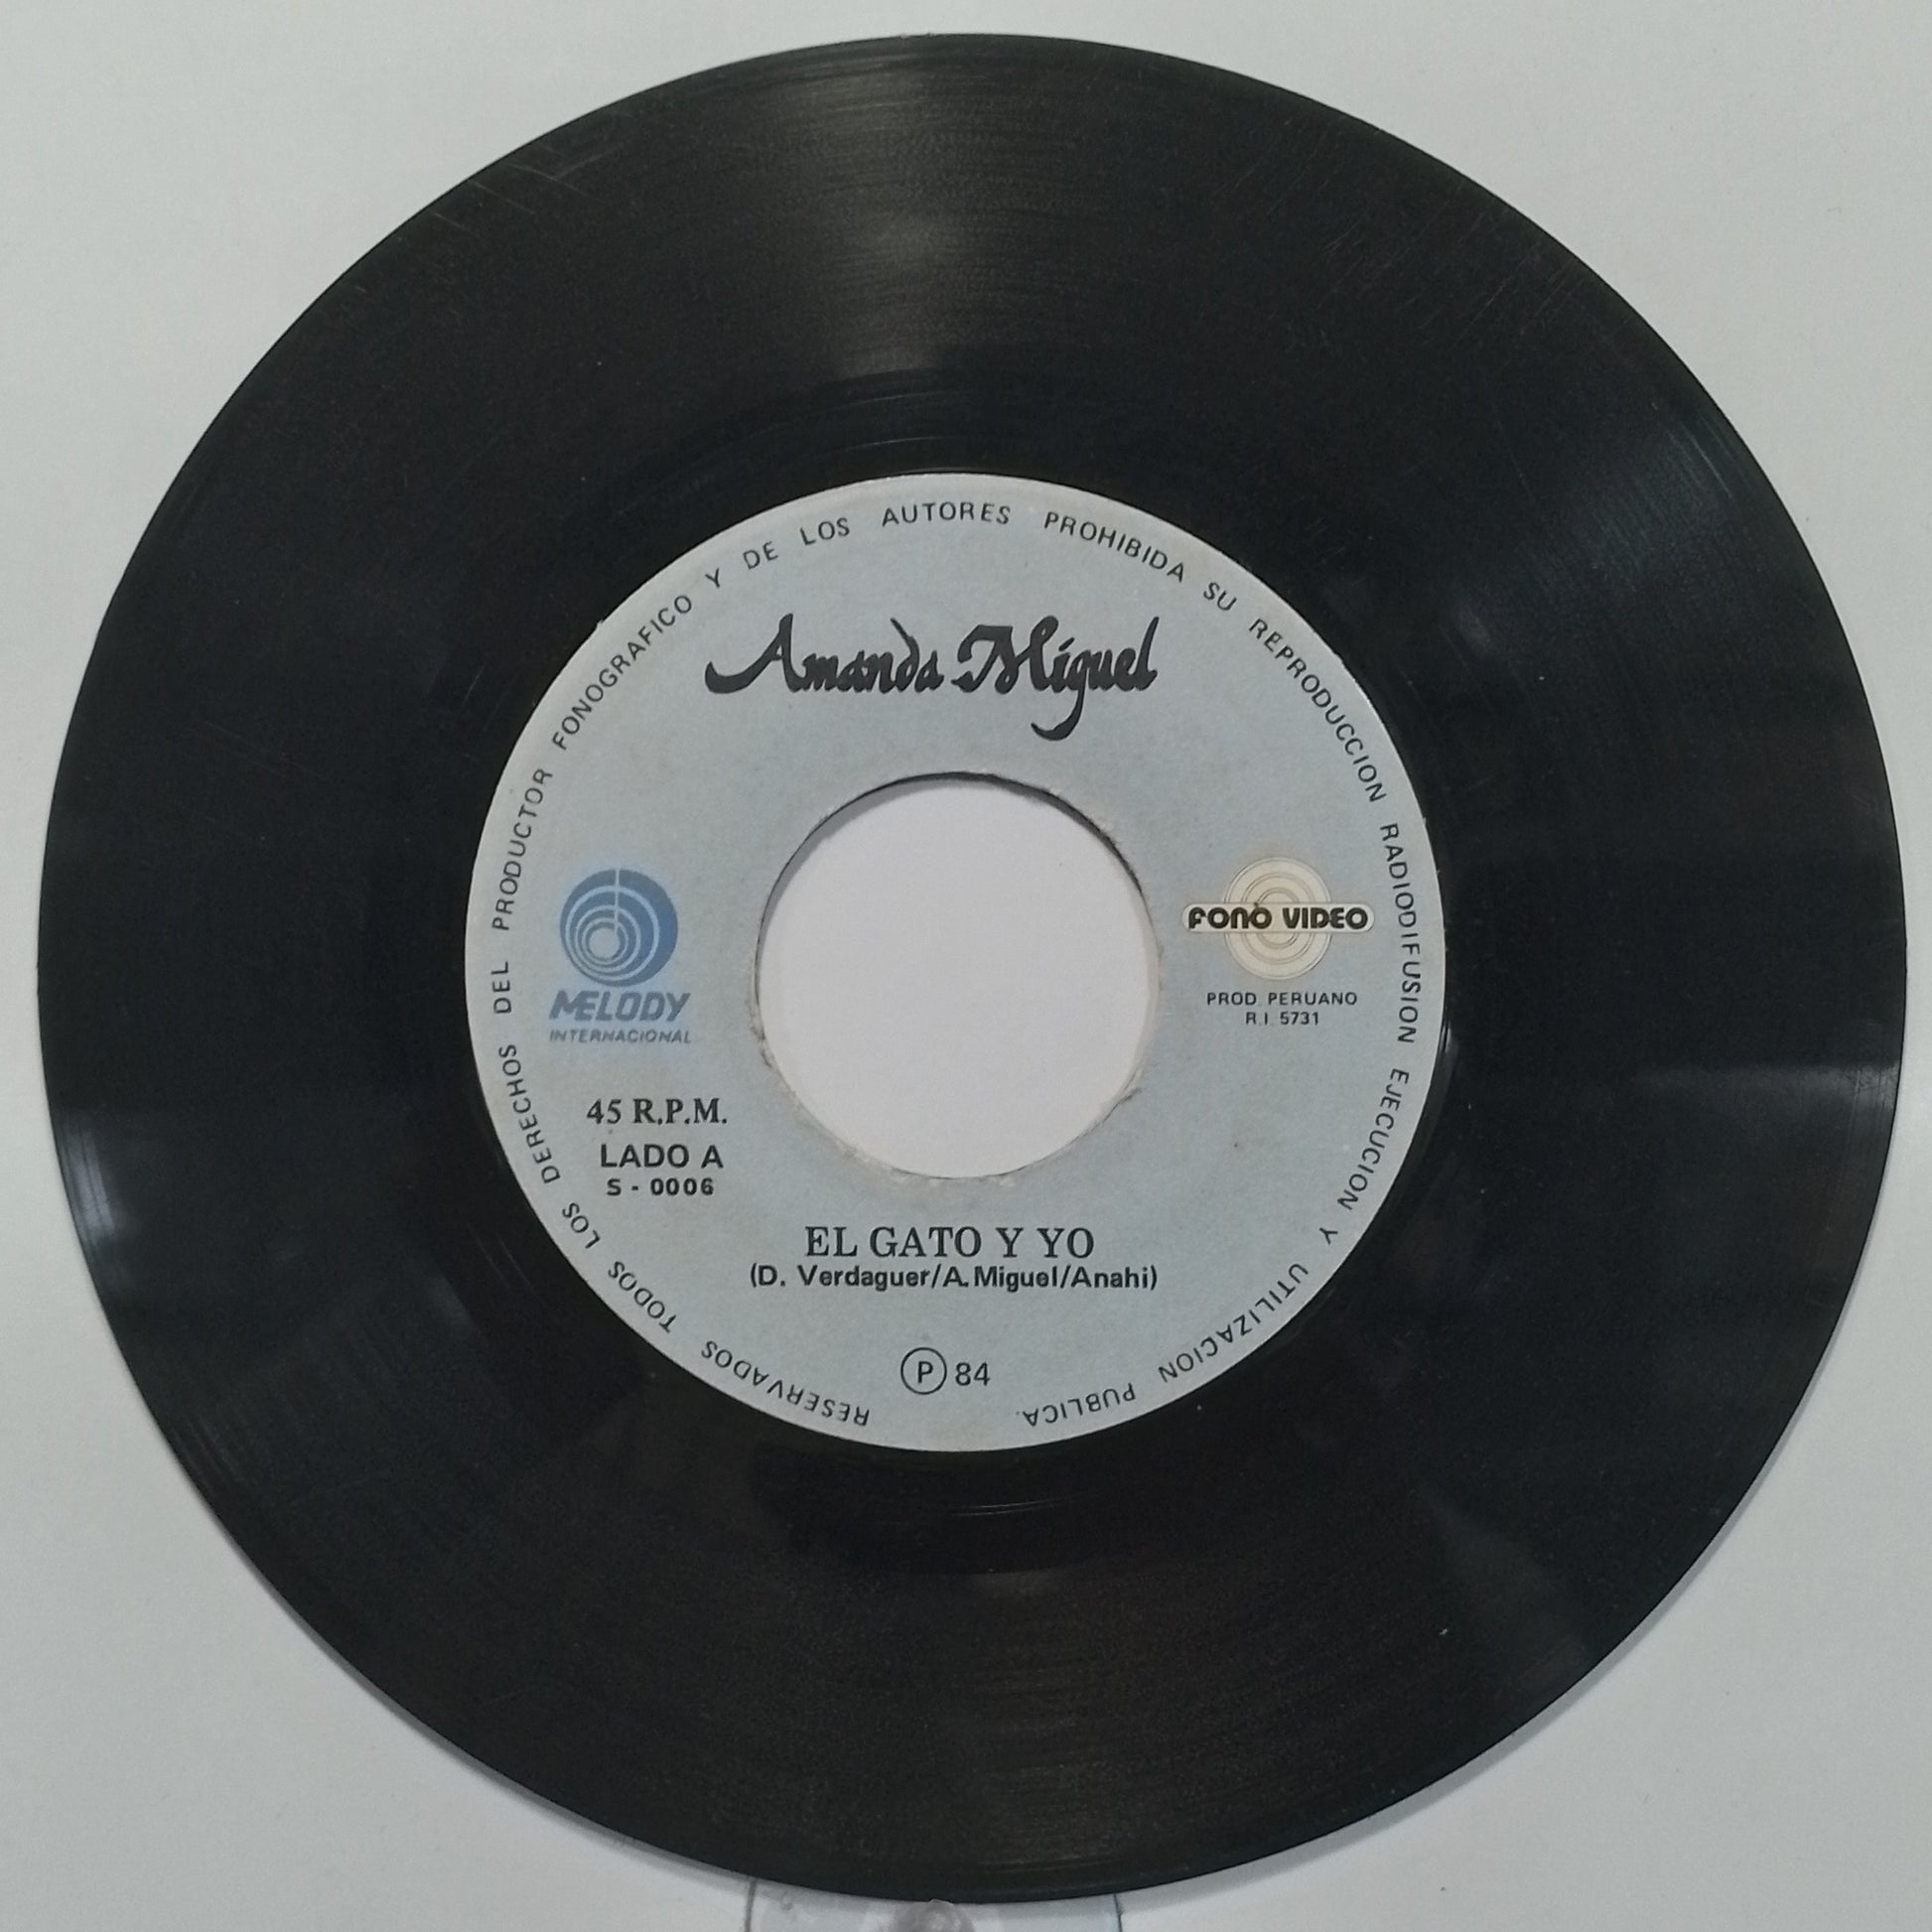 RESERVADOS TODOS LOS DERECHOS DEL PRODUCTOR FONOGRAFICO Y DE LOS AUTORES PROHIBIDA SU REPRODUCCION RADIODIFUSION EJECUCION Y UTILIZACION PUBLICA.
Amanda Miguel
MELODY
INTERNACIONAL
FONO VIDEO
PROD. PERUANO
R.I. 5731
45 R.P.M.
LADO A
S - 0006
EL GATO Y YO
(D. Verdaguer/A. Miguel/Anahi)
Ⓟ 84